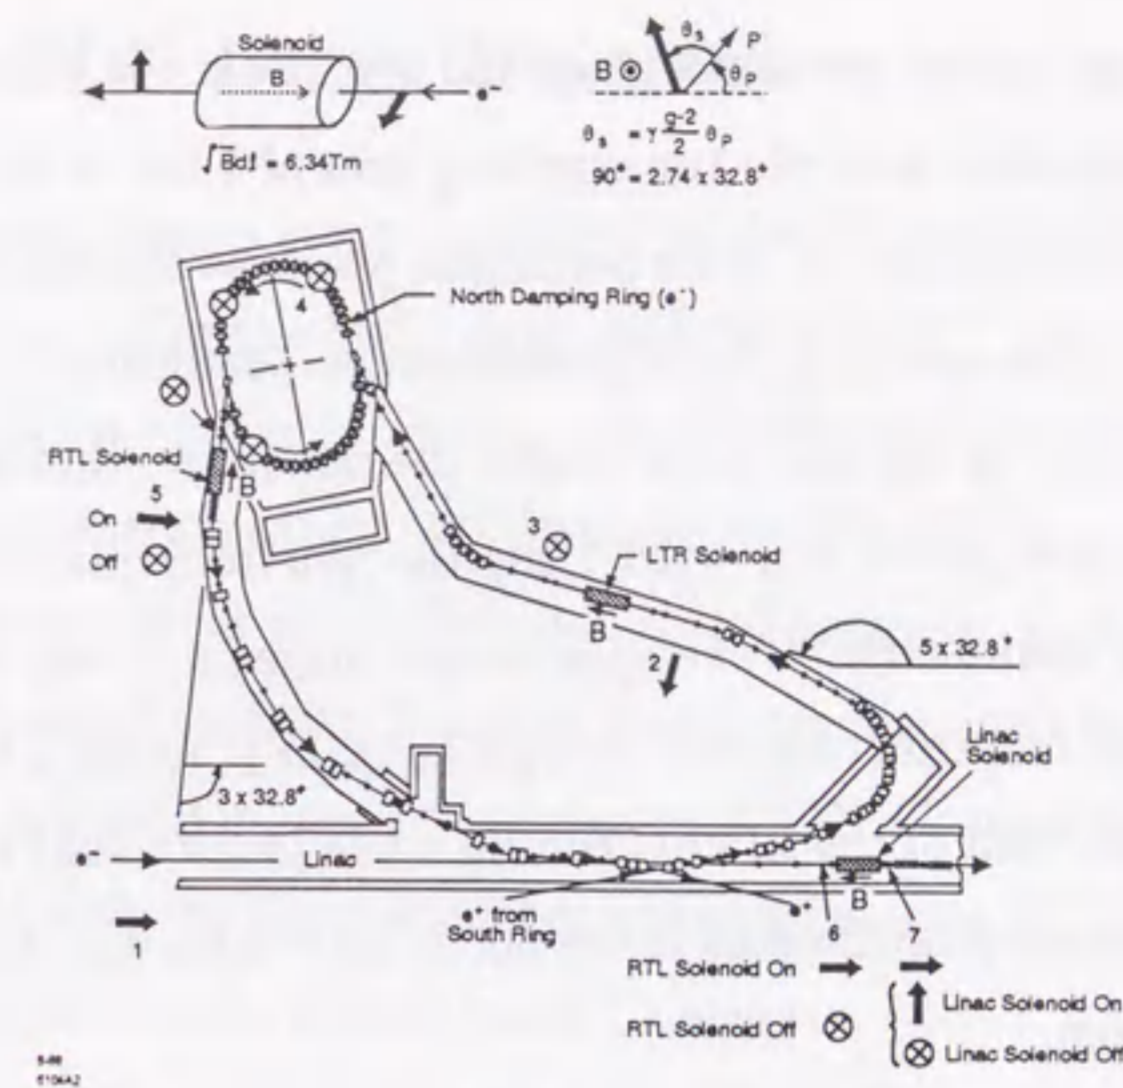 Solenoid
B
e⁻
√B̅dℓ = 6.34Tm
θs
P
B ⊙
θP
θs = γ g-2/2 θP
90° = 2.74 x 32.8°
4
North Damping Ring (e⁻)
RTL Solenoid
B
5
On
Off
3
LTR Solenoid
B
2
5 x 32.8°
Linac
Solenoid
3 x 32.8°
Linac
B
e⁺ from
South Ring
6
7
1
RTL Solenoid On
Linac Solenoid On
RTL Solenoid Off
Linac Solenoid Off